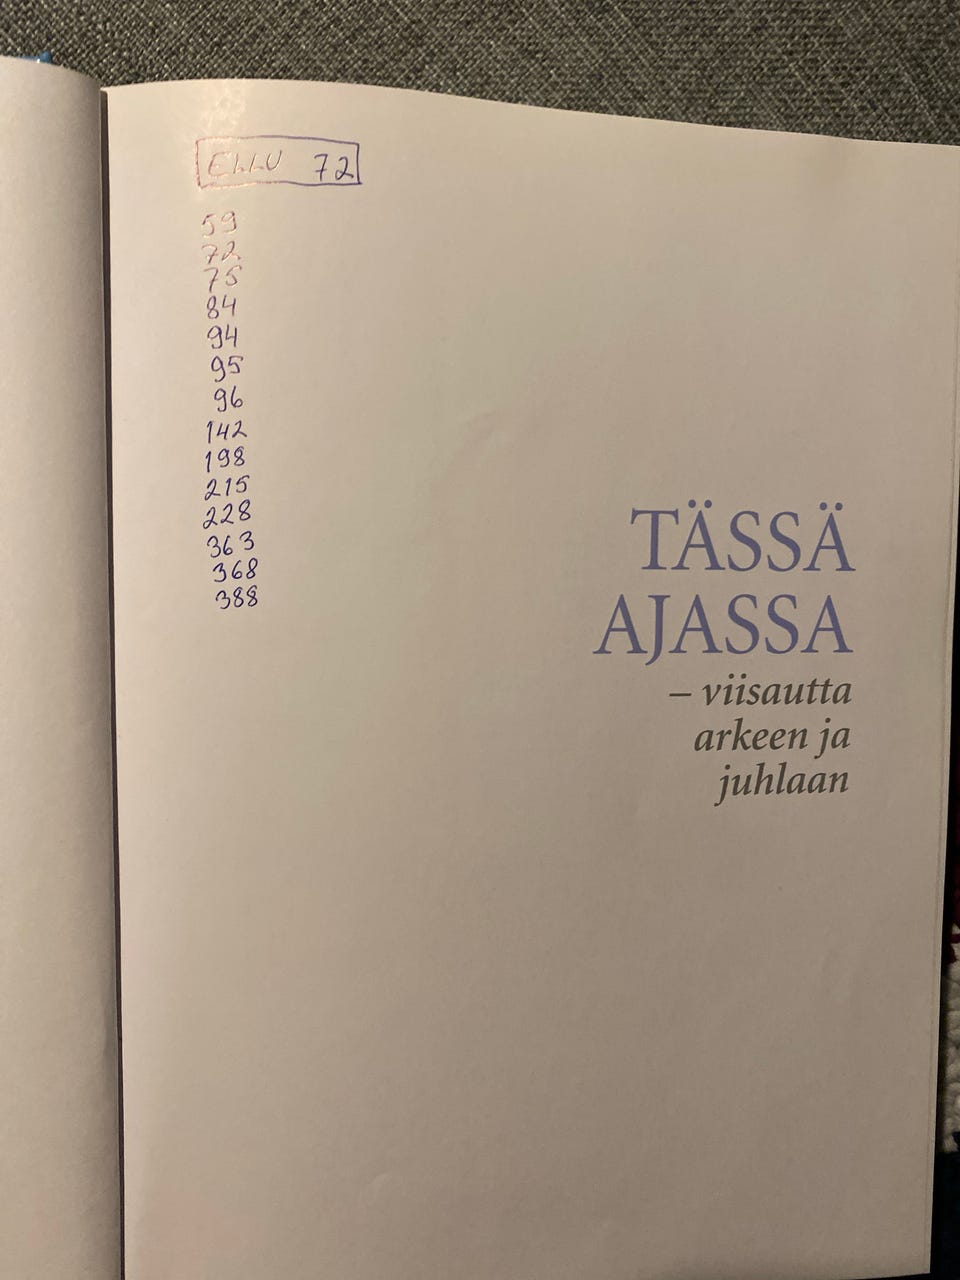 ELLU 72
59
72
75
84
94
95
96
142
198
215
228
363
368
388
TÄSSÄ
AJASSA
– viisautta
arkeen ja
juhlaan